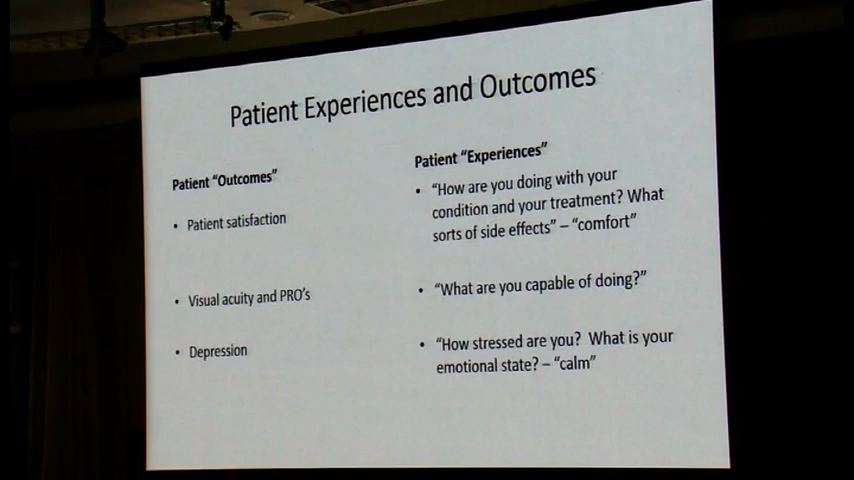 Patient Experiences and Outcomes
Patient "Outcomes"
• Patient satisfaction
• Visual acuity and PRO's
• Depression
Patient "Experiences"
• "How are you doing with your
condition and your treatment? What
sorts of side effects" – "comfort"
• "What are you capable of doing?"
• "How stressed are you?  What is your
emotional state? – "calm"